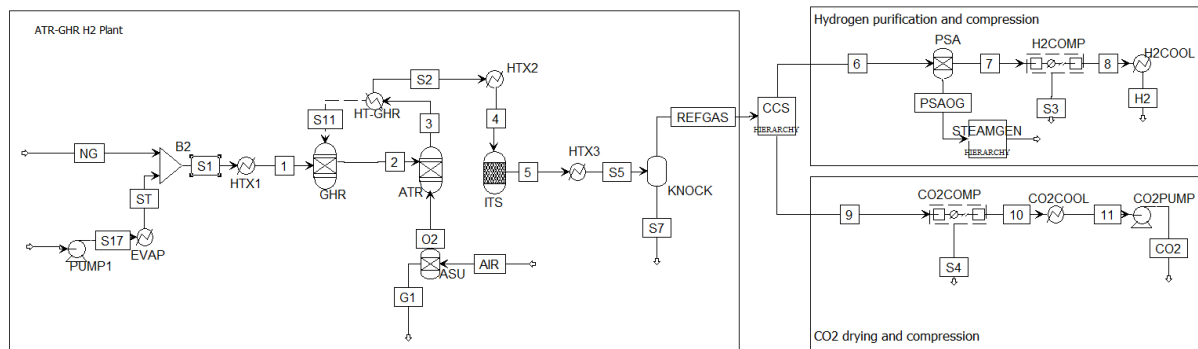 ATR-GHR H2 Plant
NG
B2
S1
HTX1
1
ST
S17
PUMP1
EVAP
S11
HT-GHR
S2
HTX2
3
4
GHR
2
ATR
ITS
5
HTX3
S5
KNOCK
S7
O2
ASU
AIR
G1
REFGAS
CCS
HIERARCHY
Hydrogen purification and compression
6
PSA
7
H2COMP
8
H2COOL
H2
S3
PSAOG
STEAMGEN
HIERARCHY
9
CO2COMP
10
CO2COOL
11
CO2PUMP
CO2
S4
CO2 drying and compression